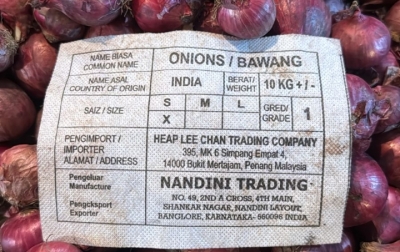 NAMA BIASA
COMMON NAME
ONIONS / BAWANG
NAME ASAL
COUNTRY OF ORIGIN
INDIA
BERAT/
WEIGHT
10 KG + / -
SAIZ / SIZE
S M L
X
GRED/
GRADE
1
PENGIMPORT /
IMPORTER
ALAMAT / ADDRESS
HEAP LEE CHAN TRADING COMPANY
395, MK 6 Simpang Empat 4,
14000 Bukit Mertajam, Penang Malaysia
Pengeluar
Manufacture
Pengcksport
Exporter
NANDINI TRADING
NO. 49, 2ND A CROSS, 4TH MAIN,
SHANKAR NAGAR, NANDINI LAYOUT,
BANGLORE, KARNATAKA- 560096 INDIA